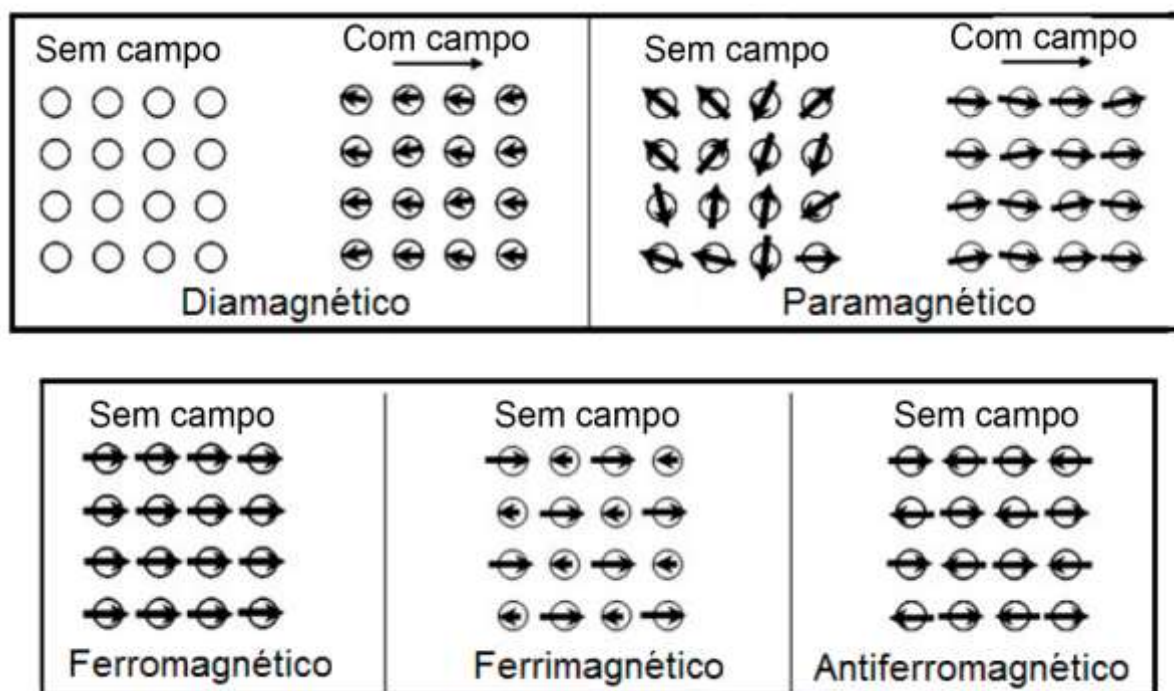 Sem campo
Com campo
Diamagnético
Sem campo
Com campo
Paramagnético
Sem campo
Ferromagnético
Sem campo
Ferrimagnético
Sem campo
Antiferromagnético